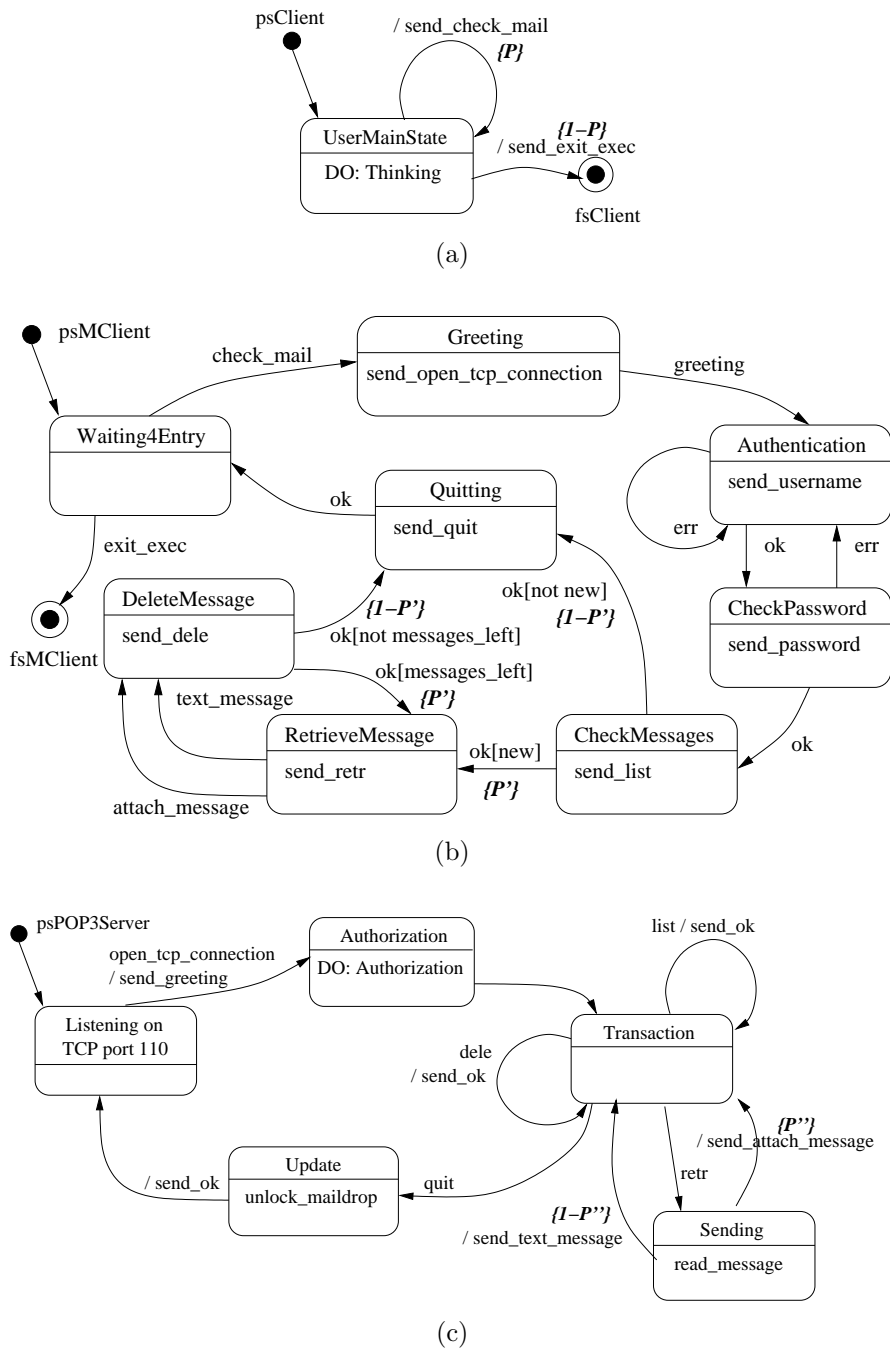 psClient
/ send_check_mail
{P}
UserMainState
DO: Thinking
{1–P}
/ send_exit_exec
fsClient
(a)
psMClient
check_mail
Greeting
send_open_tcp_connection
greeting
Waiting4Entry
Authentication
send_username
err
ok
err
Quitting
send_quit
ok
exit_exec
fsMClient
DeleteMessage
send_dele
{1–P'}
ok[not messages_left]
ok[not new]
{1–P'}
CheckPassword
send_password
ok[messages_left]
{P'}
text_message
attach_message
RetrieveMessage
send_retr
ok[new]
{P'}
CheckMessages
send_list
ok
(b)
psPOP3Server
open_tcp_connection
/ send_greeting
Authorization
DO: Authorization
list / send_ok
Listening on
TCP port 110
Transaction
dele
/ send_ok
{P''}
/ send_attach_message
retr
Update
unlock_maildrop
/ send_ok
quit
{1–P''}
/ send_text_message
Sending
read_message
(c)